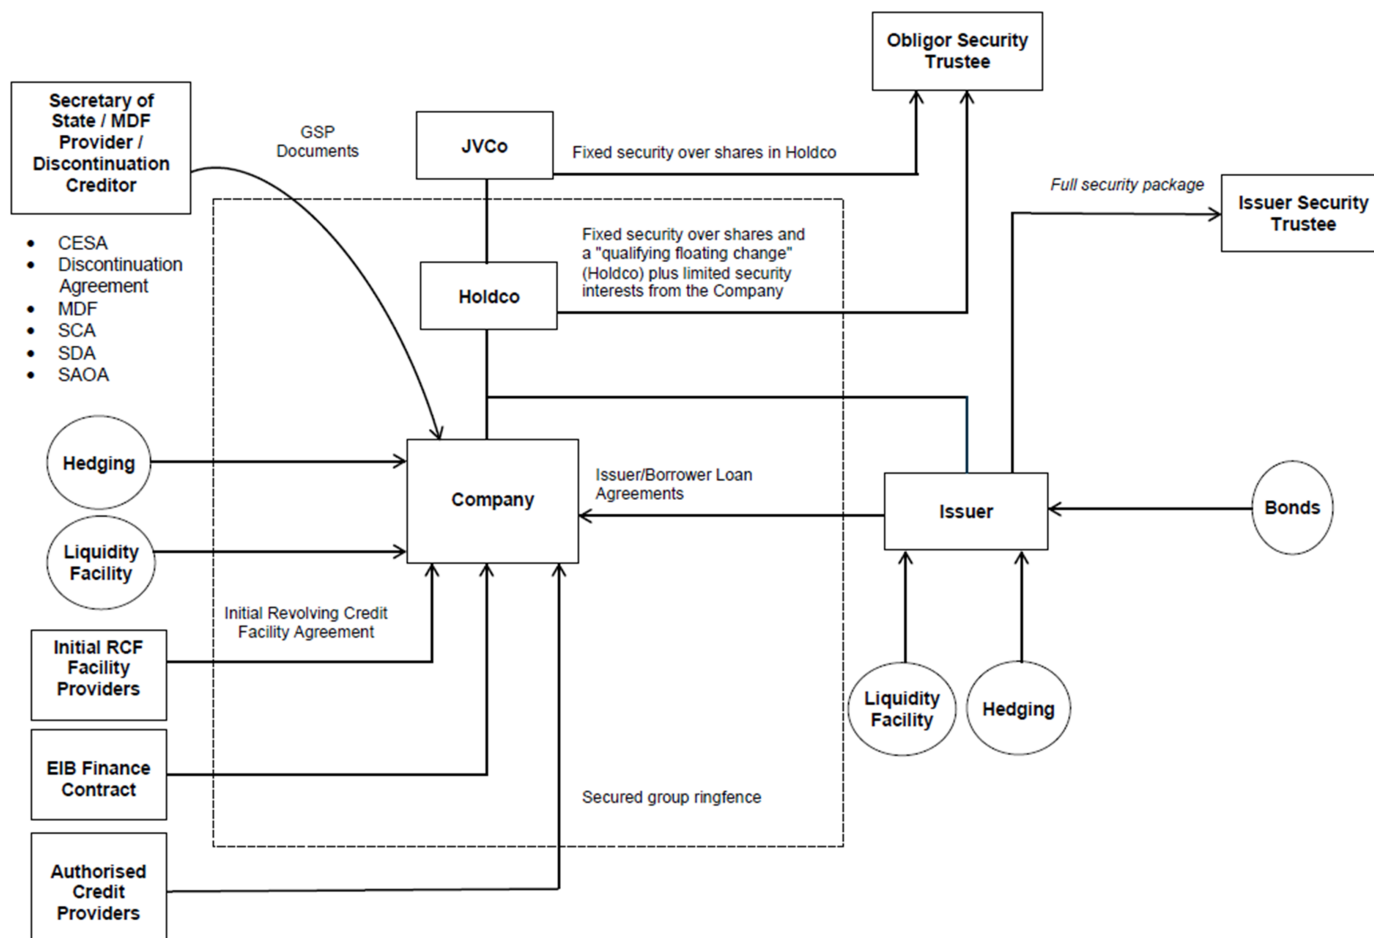 Obligor Security
Trustee
Secretary of
State / MDF
Provider /
Discontinuation
Creditor
GSP
Documents
JVCo
Fixed security over shares in Holdco
Full security package
Issuer Security
Trustee
• CESA
• Discontinuation
Agreement
• MDF
• SCA
• SDA
• SAOA
Fixed security over shares and
a "qualifying floating change"
(Holdco) plus limited security
interests from the Company
Holdco
Hedging
Company
Issuer/Borrower Loan
Agreements
Issuer
Bonds
Liquidity
Facility
Initial Revolving Credit
Facility Agreement
Initial RCF
Facility
Providers
Liquidity
Facility
Hedging
EIB Finance
Contract
Secured group ringfence
Authorised
Credit
Providers